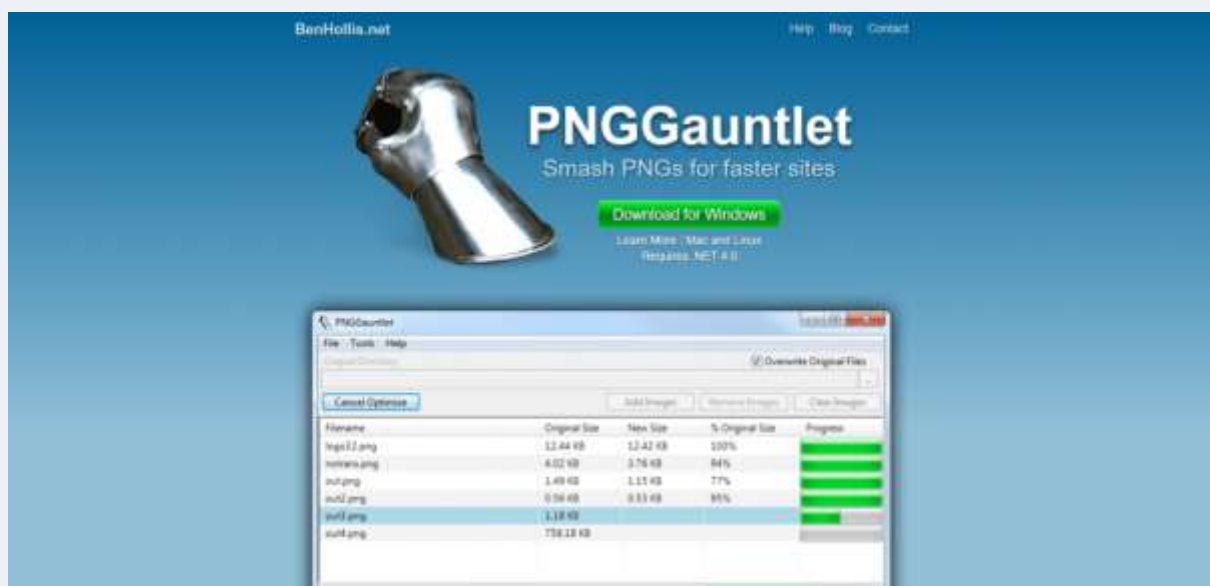 BenHollis.net
Help Blog Contact
PNGGauntlet
Smash PNGs for faster sites
Download for Windows
Learn More Mac and Linux
Requires .NET 4.0
PNGGauntlet
File Tools Help
Output Directory
Overwrite Original Files
Cancel Optimize Add Images Remove Images Clear Images
Filename Original Size New Size % Original Size Progress
logo32.png 12.44 KB 12.42 KB 100%
4.02 KB 3.76 KB 94%
out.png 1.49 KB 1.15 KB 77%
out2.png 0.56 KB 0.53 KB 95%
out3.png 1.18 KB
out4.png 758.18 KB